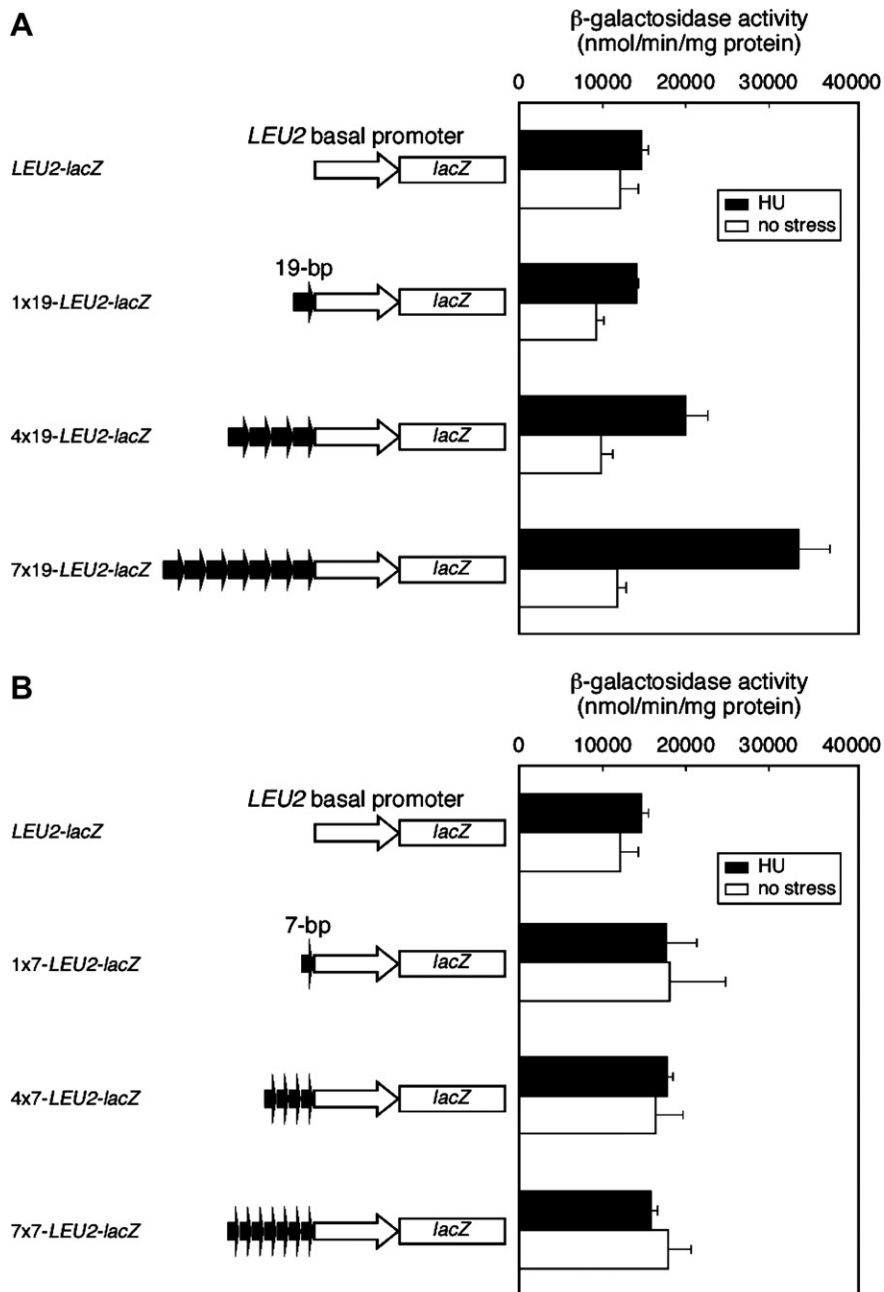 A
β-galactosidase activity
(nmol/min/mg protein)
0 10000 20000 30000 40000
LEU2 basal promoter
LEU2-lacZ
lacZ
HU
no stress
19-bp
1x19-LEU2-lacZ
lacZ
4x19-LEU2-lacZ
lacZ
7x19-LEU2-lacZ
lacZ
B
β-galactosidase activity
(nmol/min/mg protein)
0 10000 20000 30000 40000
LEU2 basal promoter
LEU2-lacZ
lacZ
HU
no stress
7-bp
1x7-LEU2-lacZ
lacZ
4x7-LEU2-lacZ
lacZ
7x7-LEU2-lacZ
lacZ